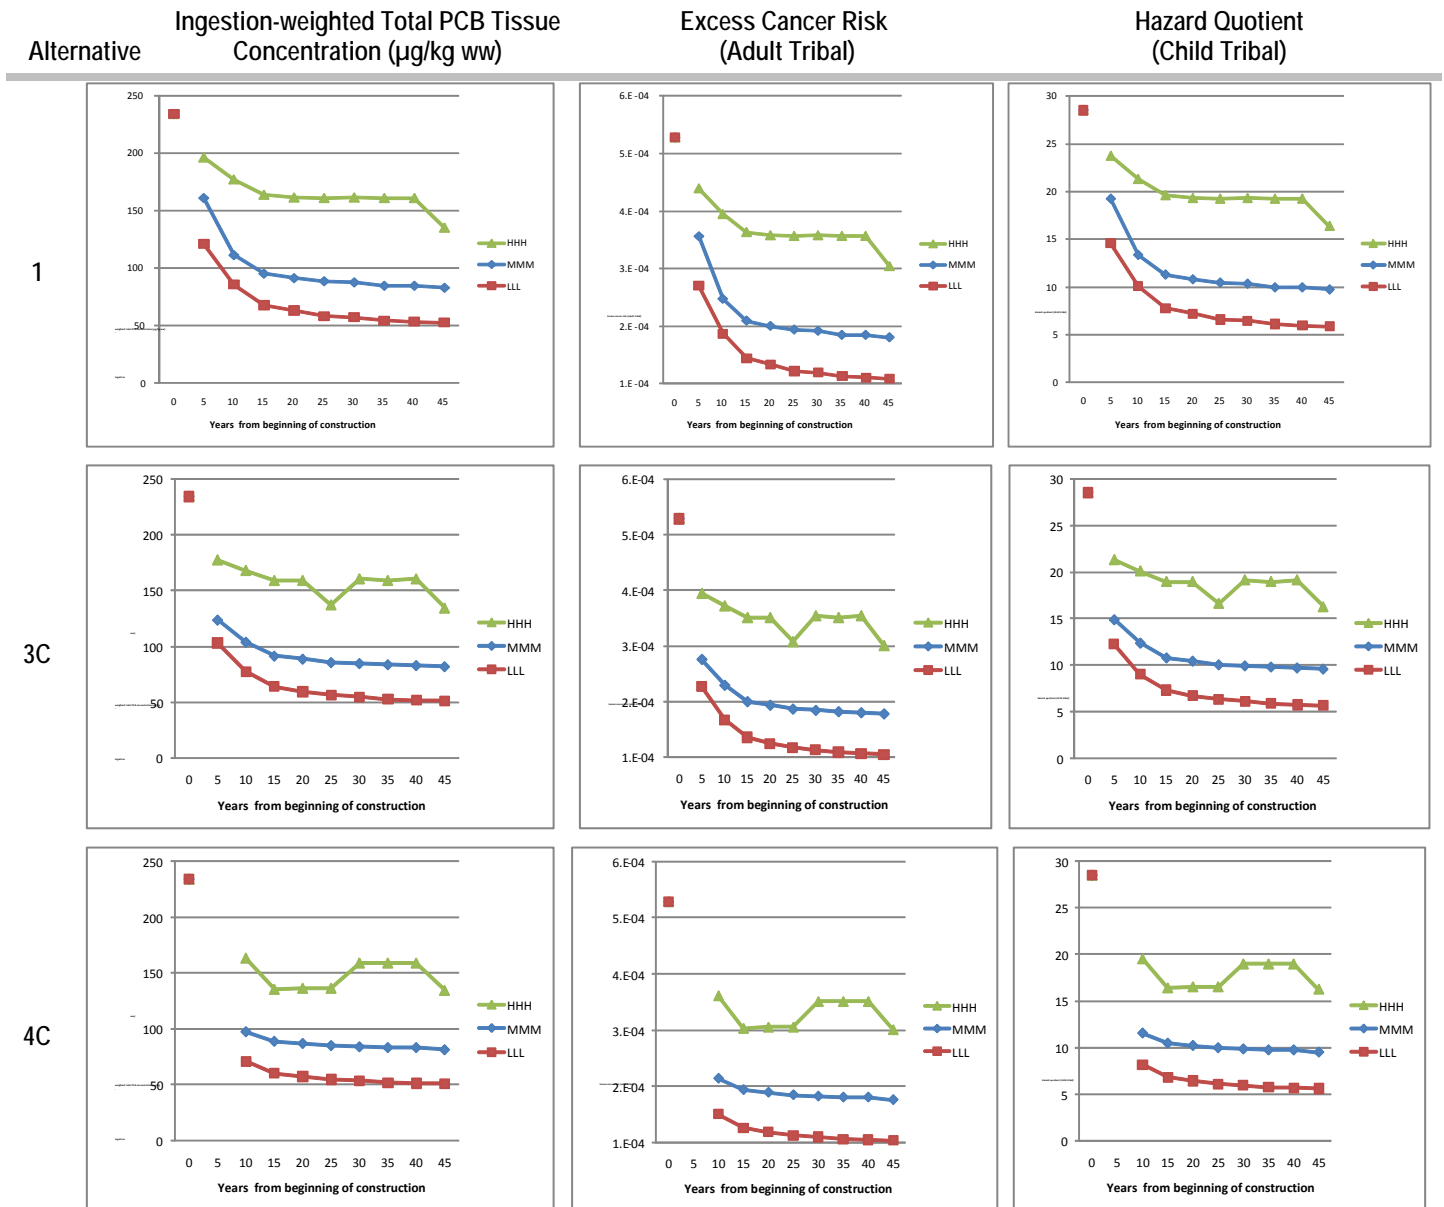 Alternative
Ingestion-weighted Total PCB Tissue
Concentration (µg/kg ww)
Excess Cancer Risk
(Adult Tribal)
Hazard Quotient
(Child Tribal)
1
250
200
150
100
50
0
0 5 10 15 20 25 30 35 40 45
Years from beginning of construction
HHH
MMM
LLL
6.E-04
5.E-04
4.E-04
3.E-04
2.E-04
1.E-04
0 5 10 15 20 25 30 35 40 45
Years from beginning of construction
HHH
MMM
LLL
30
25
20
15
10
5
0
0 5 10 15 20 25 30 35 40 45
Years from beginning of construction
HHH
MMM
LLL
3C
250
200
150
100
50
0
0 5 10 15 20 25 30 35 40 45
Years from beginning of construction
HHH
MMM
LLL
6.E-04
5.E-04
4.E-04
3.E-04
2.E-04
1.E-04
0 5 10 15 20 25 30 35 40 45
Years from beginning of construction
HHH
MMM
LLL
30
25
20
15
10
5
0
0 5 10 15 20 25 30 35 40 45
Years from beginning of construction
HHH
MMM
LLL
4C
250
200
150
100
50
0
0 5 10 15 20 25 30 35 40 45
Years from beginning of construction
HHH
MMM
LLL
6.E-04
5.E-04
4.E-04
3.E-04
2.E-04
1.E-04
0 5 10 15 20 25 30 35 40 45
Years from beginning of construction
HHH
MMM
LLL
30
25
20
15
10
5
0
0 5 10 15 20 25 30 35 40 45
Years from beginning of construction
HHH
MMM
LLL